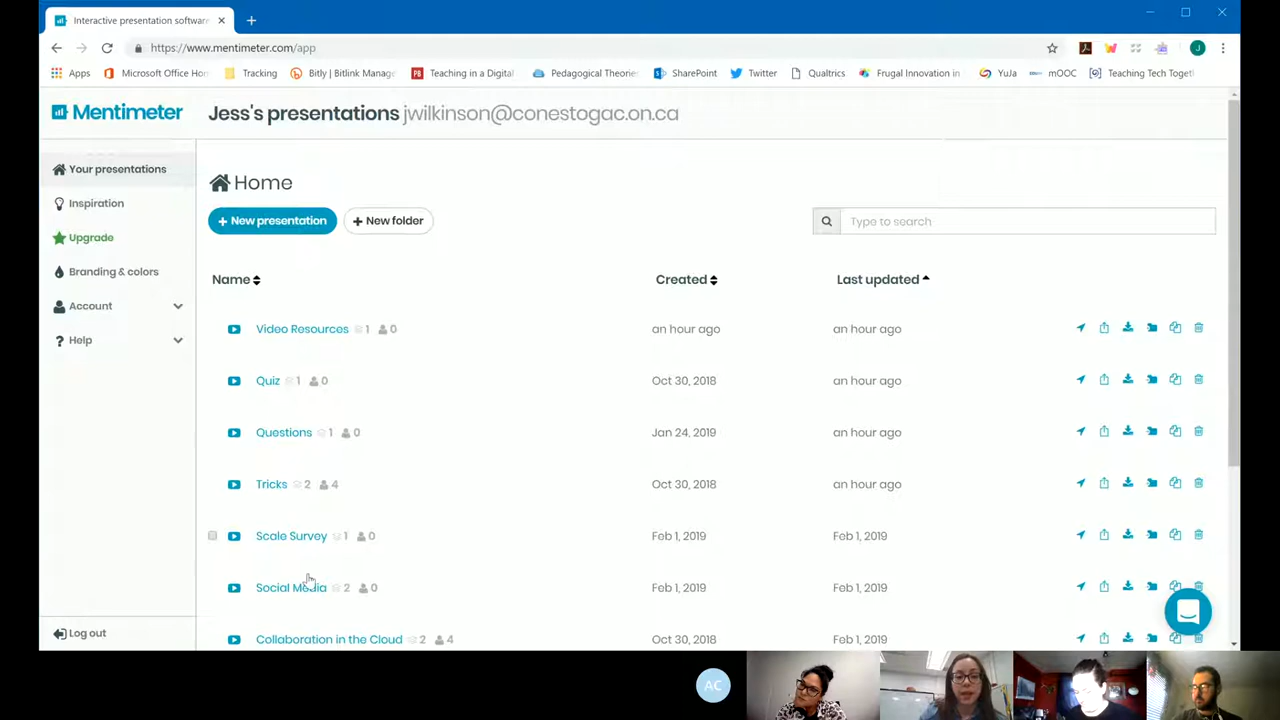 Interactive presentation software
https://www.mentimeter.com/app
Apps Microsoft Office Hom Tracking Bitly | Bitlink Manage Teaching in a Digital Pedagogical Theorie SharePoint Twitter Qualtrics Frugal Innovation in YuJa mOOC Teaching Tech Toget
Mentimeter Jess's presentations jwilkinson@conestogac.on.ca
Your presentations
Inspiration
Upgrade
Branding & colors
Account
? Help
Log out
Home
+ New presentation + New folder Type to search
Name Created Last updated
Video Resources 1 0 an hour ago an hour ago
Quiz 1 0 Oct 30, 2018 an hour ago
Questions 1 0 Jan 24, 2019 an hour ago
Tricks 2 4 Oct 30, 2018 an hour ago
Scale Survey 1 0 Feb 1, 2019 Feb 1, 2019
Social Media 2 0 Feb 1, 2019 Feb 1, 2019
Collaboration in the Cloud 2 4 Oct 30, 2018 Feb 1, 2019
AC